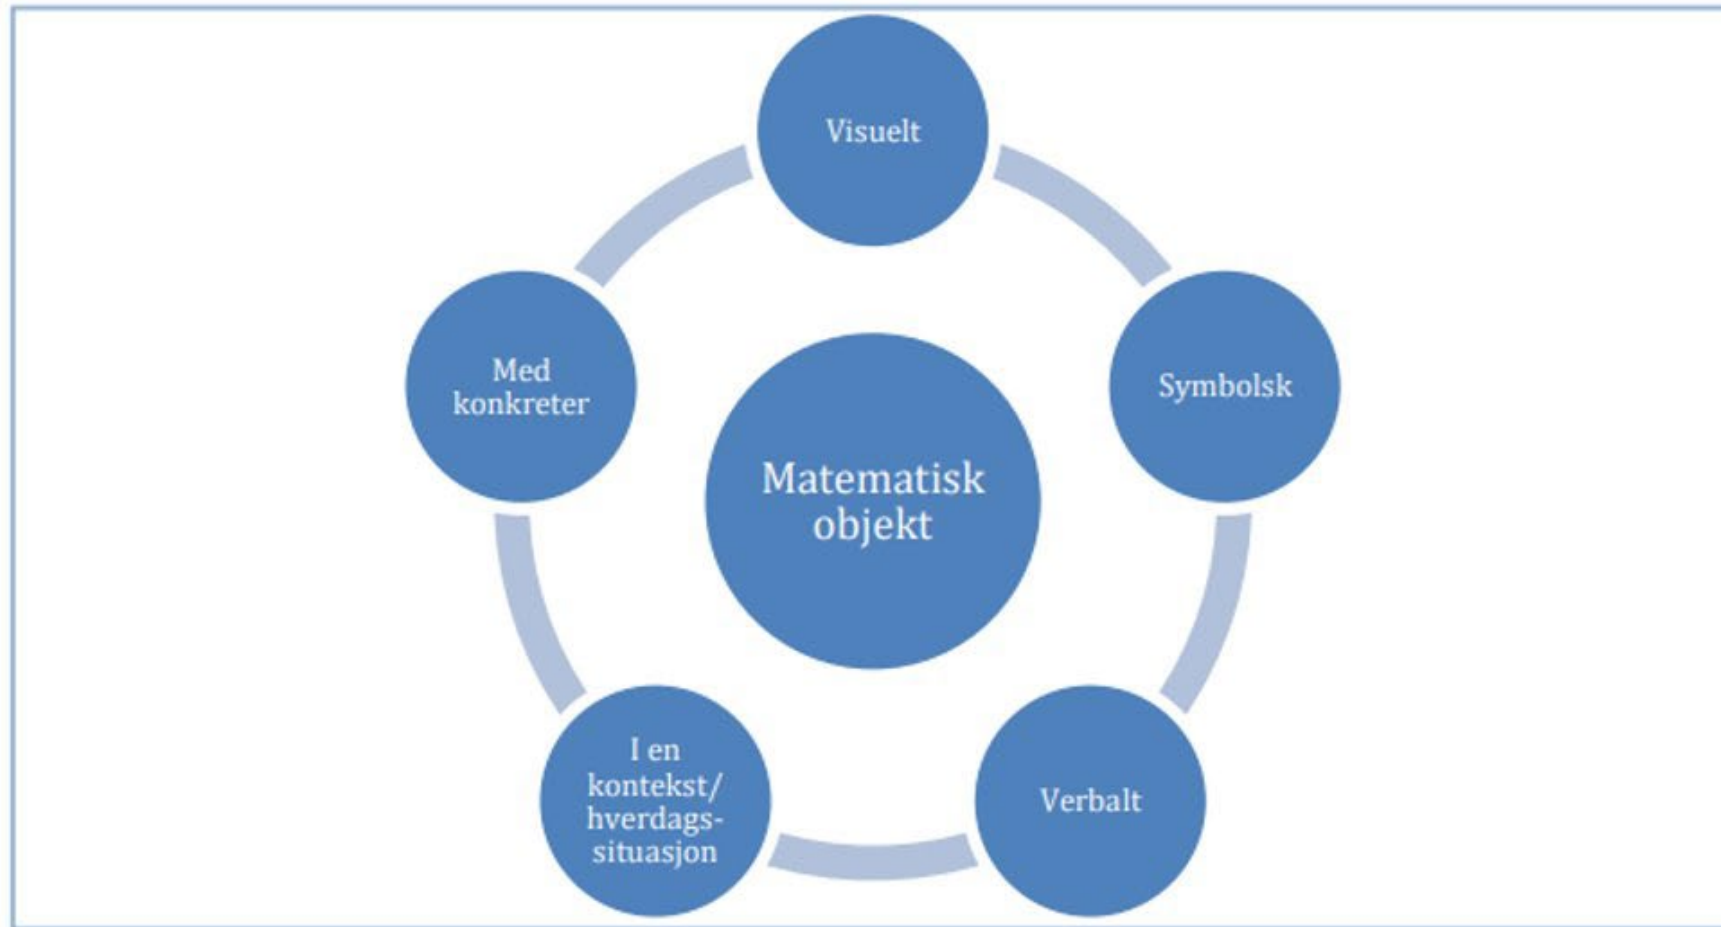 Visuelt
Symbolsk
Verbalt
I en
kontekst/
hverdags-
situasjon
Med
konkreter
Matematisk
objekt